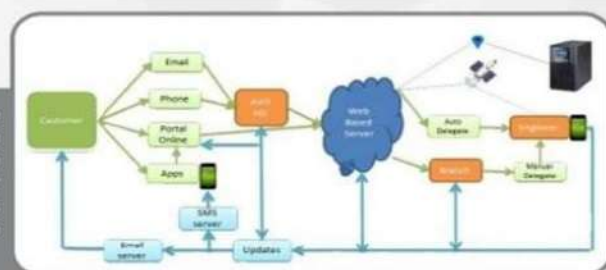 Email
Phone
Customer
Portal
Online
Apps
Web
Based
Server
Auto
Delegate
Engineer
Branch
Manual
Delegate
SMS
server
Email
server
Updates